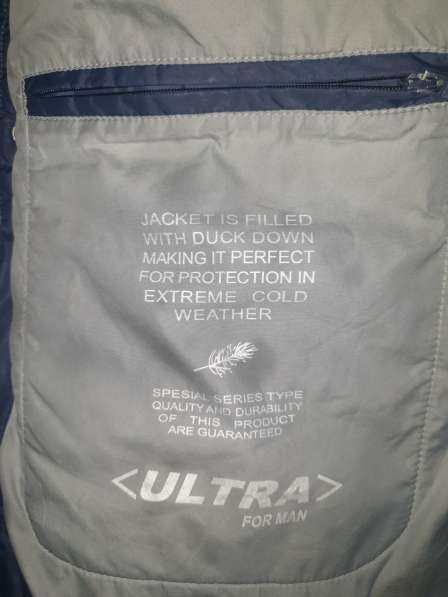 JACKET IS FILLED
WITH DUCK DOWN
MAKING IT PERFECT
FOR PROTECTION IN
EXTREME COLD
WEATHER
SPESIAL SERIES TYPE
QUALITY AND DURABILITY
OF THIS PRODUCT
ARE GUARANTEED
<ULTRA>
FOR MAN